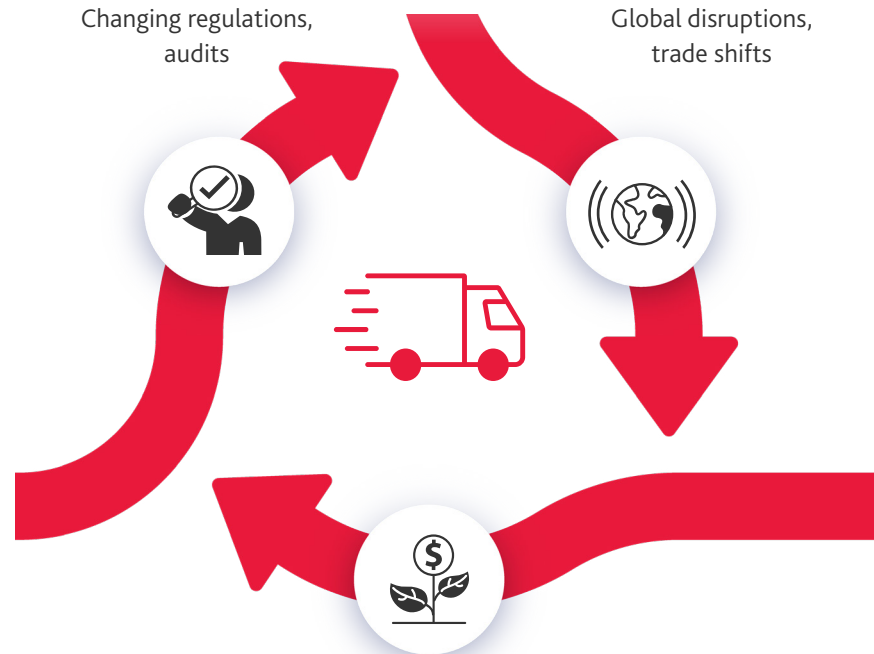 Changing regulations,
audits
Global disruptions,
trade shifts
$